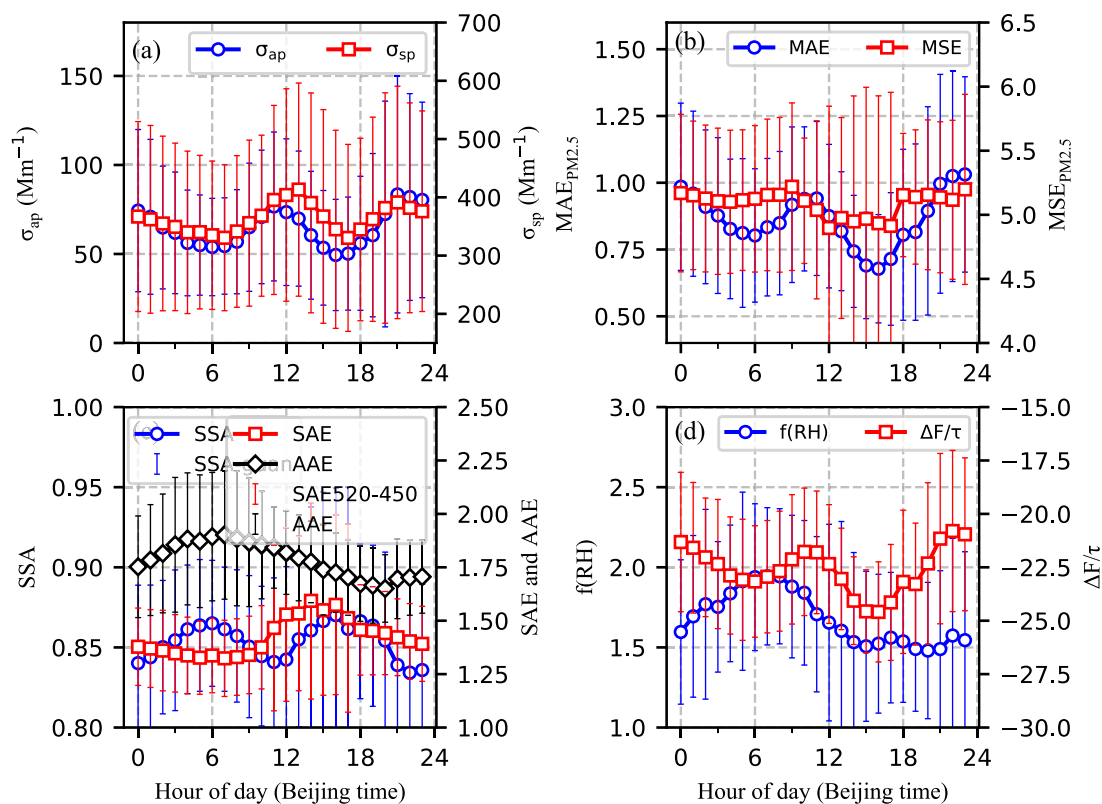 (a) σap σsp
150
100
50
0
σap (Mm⁻¹)
700
600
500
400
300
200
σsp (Mm⁻¹)
0 6 12 18 24
(b) MAE MSE
1.50
1.25
1.00
0.75
0.50
MAEPM2.5
6.5
6.0
5.5
5.0
4.5
4.0
MSEPM2.5
0 6 12 18 24
SSA SAE
SSA AAE
SAE520-450
AAE
1.00
0.95
0.90
0.85
0.80
SSA
2.50
2.25
2.00
1.75
1.50
1.25
1.00
SAE and AAE
0 6 12 18 24
Hour of day (Beijing time)
(d) f(RH) ΔF/τ
3.0
2.5
2.0
1.5
1.0
f(RH)
−15.0
−17.5
−20.0
−22.5
−25.0
−27.5
−30.0
ΔF/τ
0 6 12 18 24
Hour of day (Beijing time)